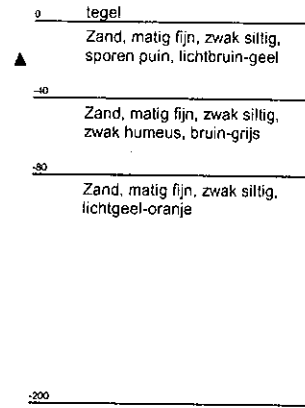 0 tegel
Zand, matig fijn, zwak siltig,
sporen puin, lichtbruin-geel
-40
Zand, matig fijn, zwak siltig,
zwak humeus, bruin-grijs
-80
Zand, matig fijn, zwak siltig,
lichtgeel-oranje
-200